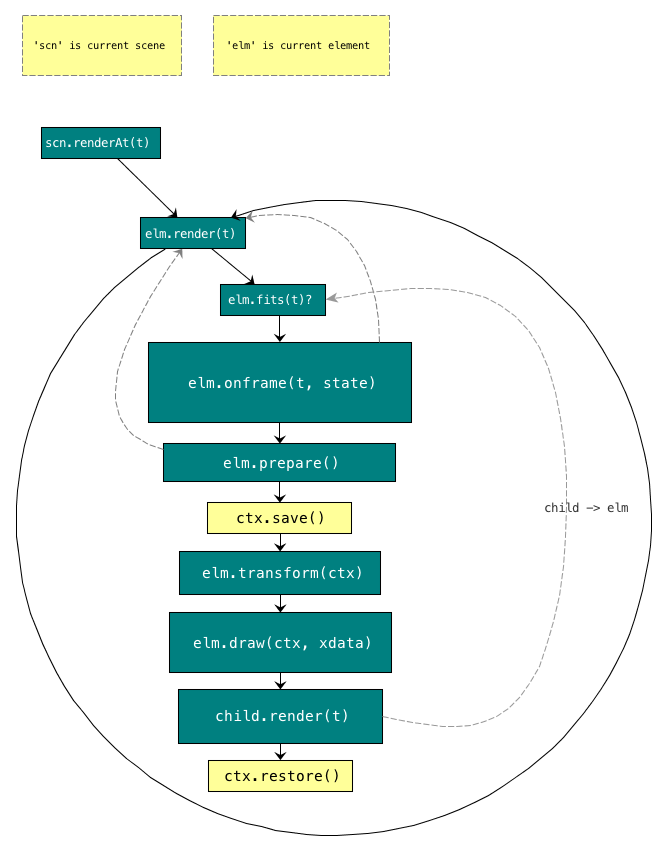 'scn' is current scene
'elm' is current element
scn.renderAt(t)
elm.render(t)
elm.fits(t)?
elm.onframe(t, state)
elm.prepare()
ctx.save()
child -> elm
elm.transform(ctx)
elm.draw(ctx, xdata)
child.render(t)
ctx.restore()